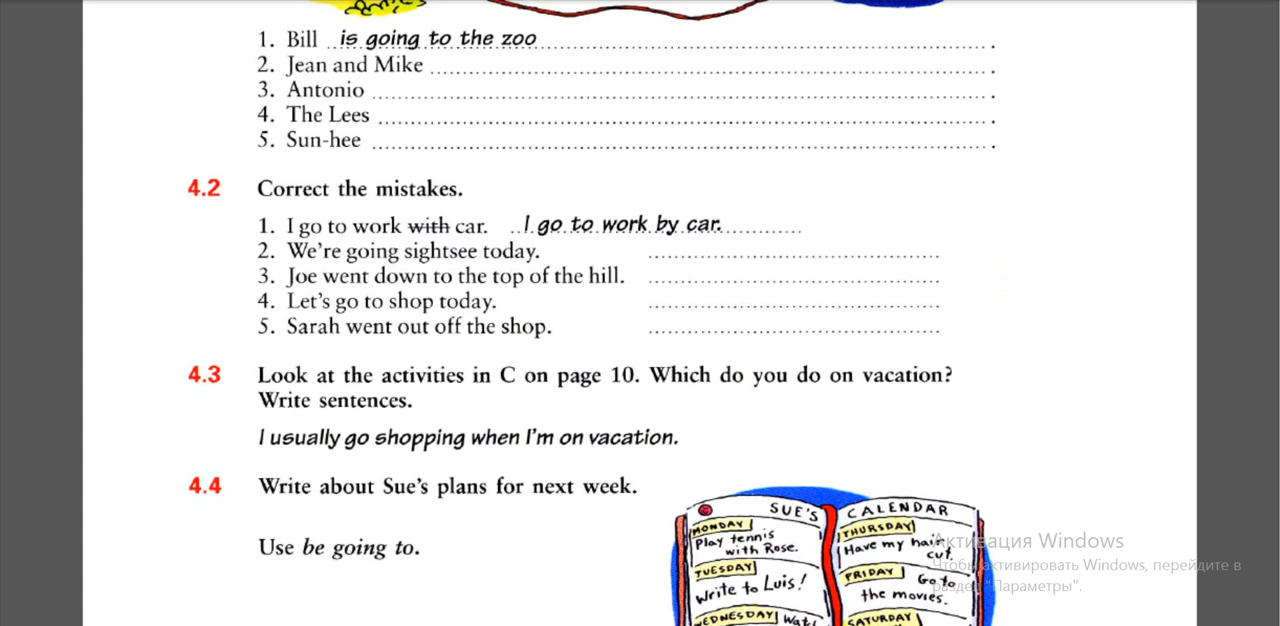 1. Bill is going to the zoo.
2. Jean and Mike .
3. Antonio .
4. The Lees .
5. Sun-hee .
4.2 Correct the mistakes.
1. I go to work with car. I go to work by car.
2. We're going sightsee today.
3. Joe went down to the top of the hill.
4. Let's go to shop today.
5. Sarah went out off the shop.
4.3 Look at the activities in C on page 10. Which do you do on vacation?
Write sentences.
I usually go shopping when I'm on vacation.
4.4 Write about Sue's plans for next week.
Use be going to.
SUE'S CALENDAR
MONDAY
Play tennis
with Rose.
TUESDAY
Write to Luis!
WEDNESDAY
THURSDAY
Have my hair
cut.
FRIDAY Go to
the movies.
SATURDAY
Активация Windows
Чтобы активировать Windows, перейдите в
раздел "Параметры".